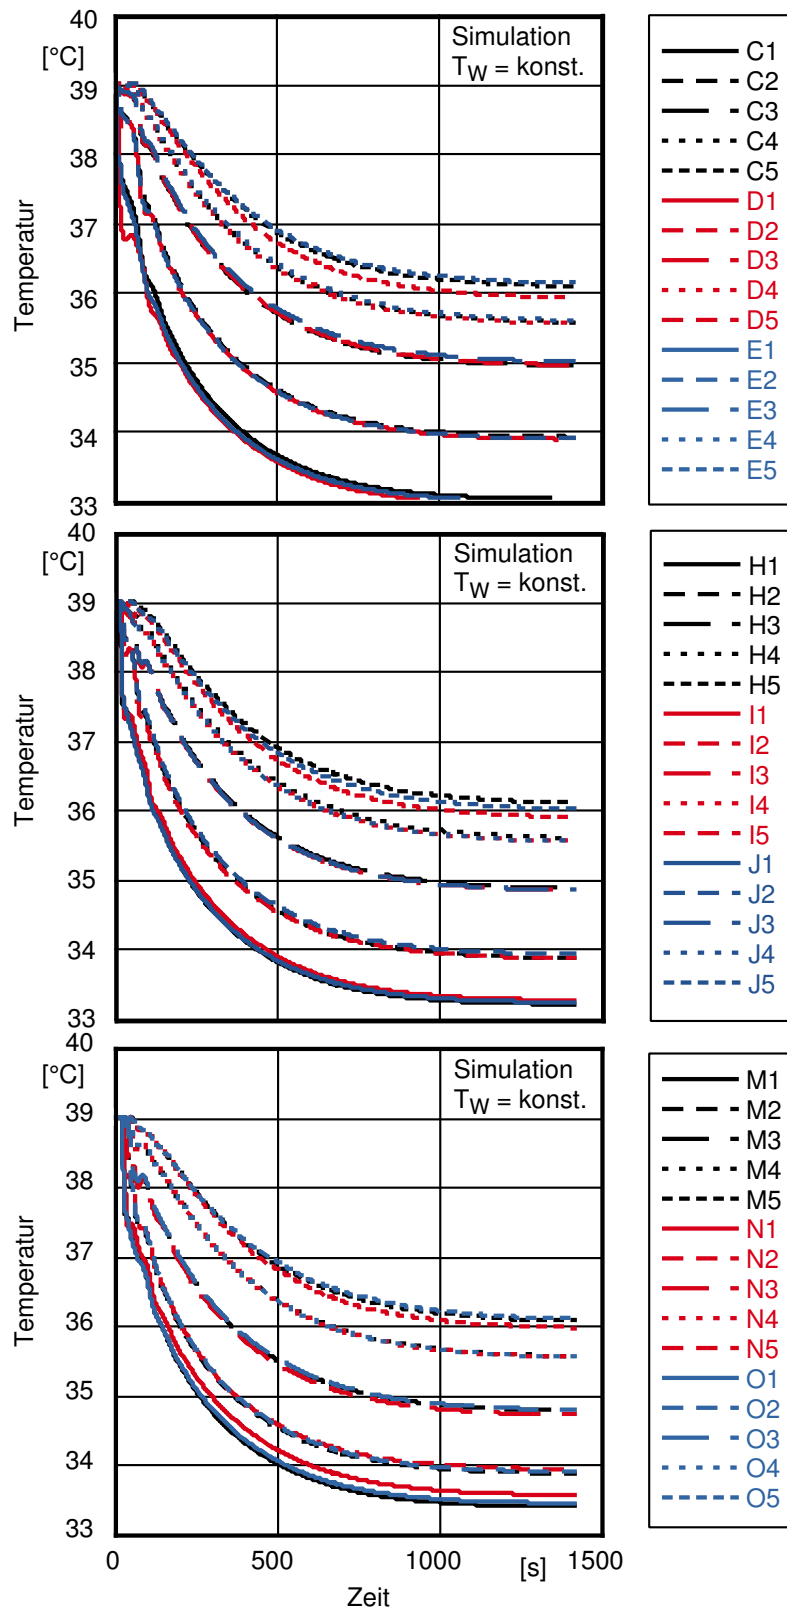 40
[°C]
39
38
37
36
35
34
33
Temperatur
Simulation
T_W = konst.
C1
C2
C3
C4
C5
D1
D2
D3
D4
D5
E1
E2
E3
E4
E5
40
[°C]
39
38
37
36
35
34
33
Temperatur
Simulation
T_W = konst.
H1
H2
H3
H4
H5
I1
I2
I3
I4
I5
J1
J2
J3
J4
J5
40
[°C]
39
38
37
36
35
34
33
Temperatur
Simulation
T_W = konst.
M1
M2
M3
M4
M5
N1
N2
N3
N4
N5
O1
O2
O3
O4
O5
0 500 1000 [s] 1500
Zeit